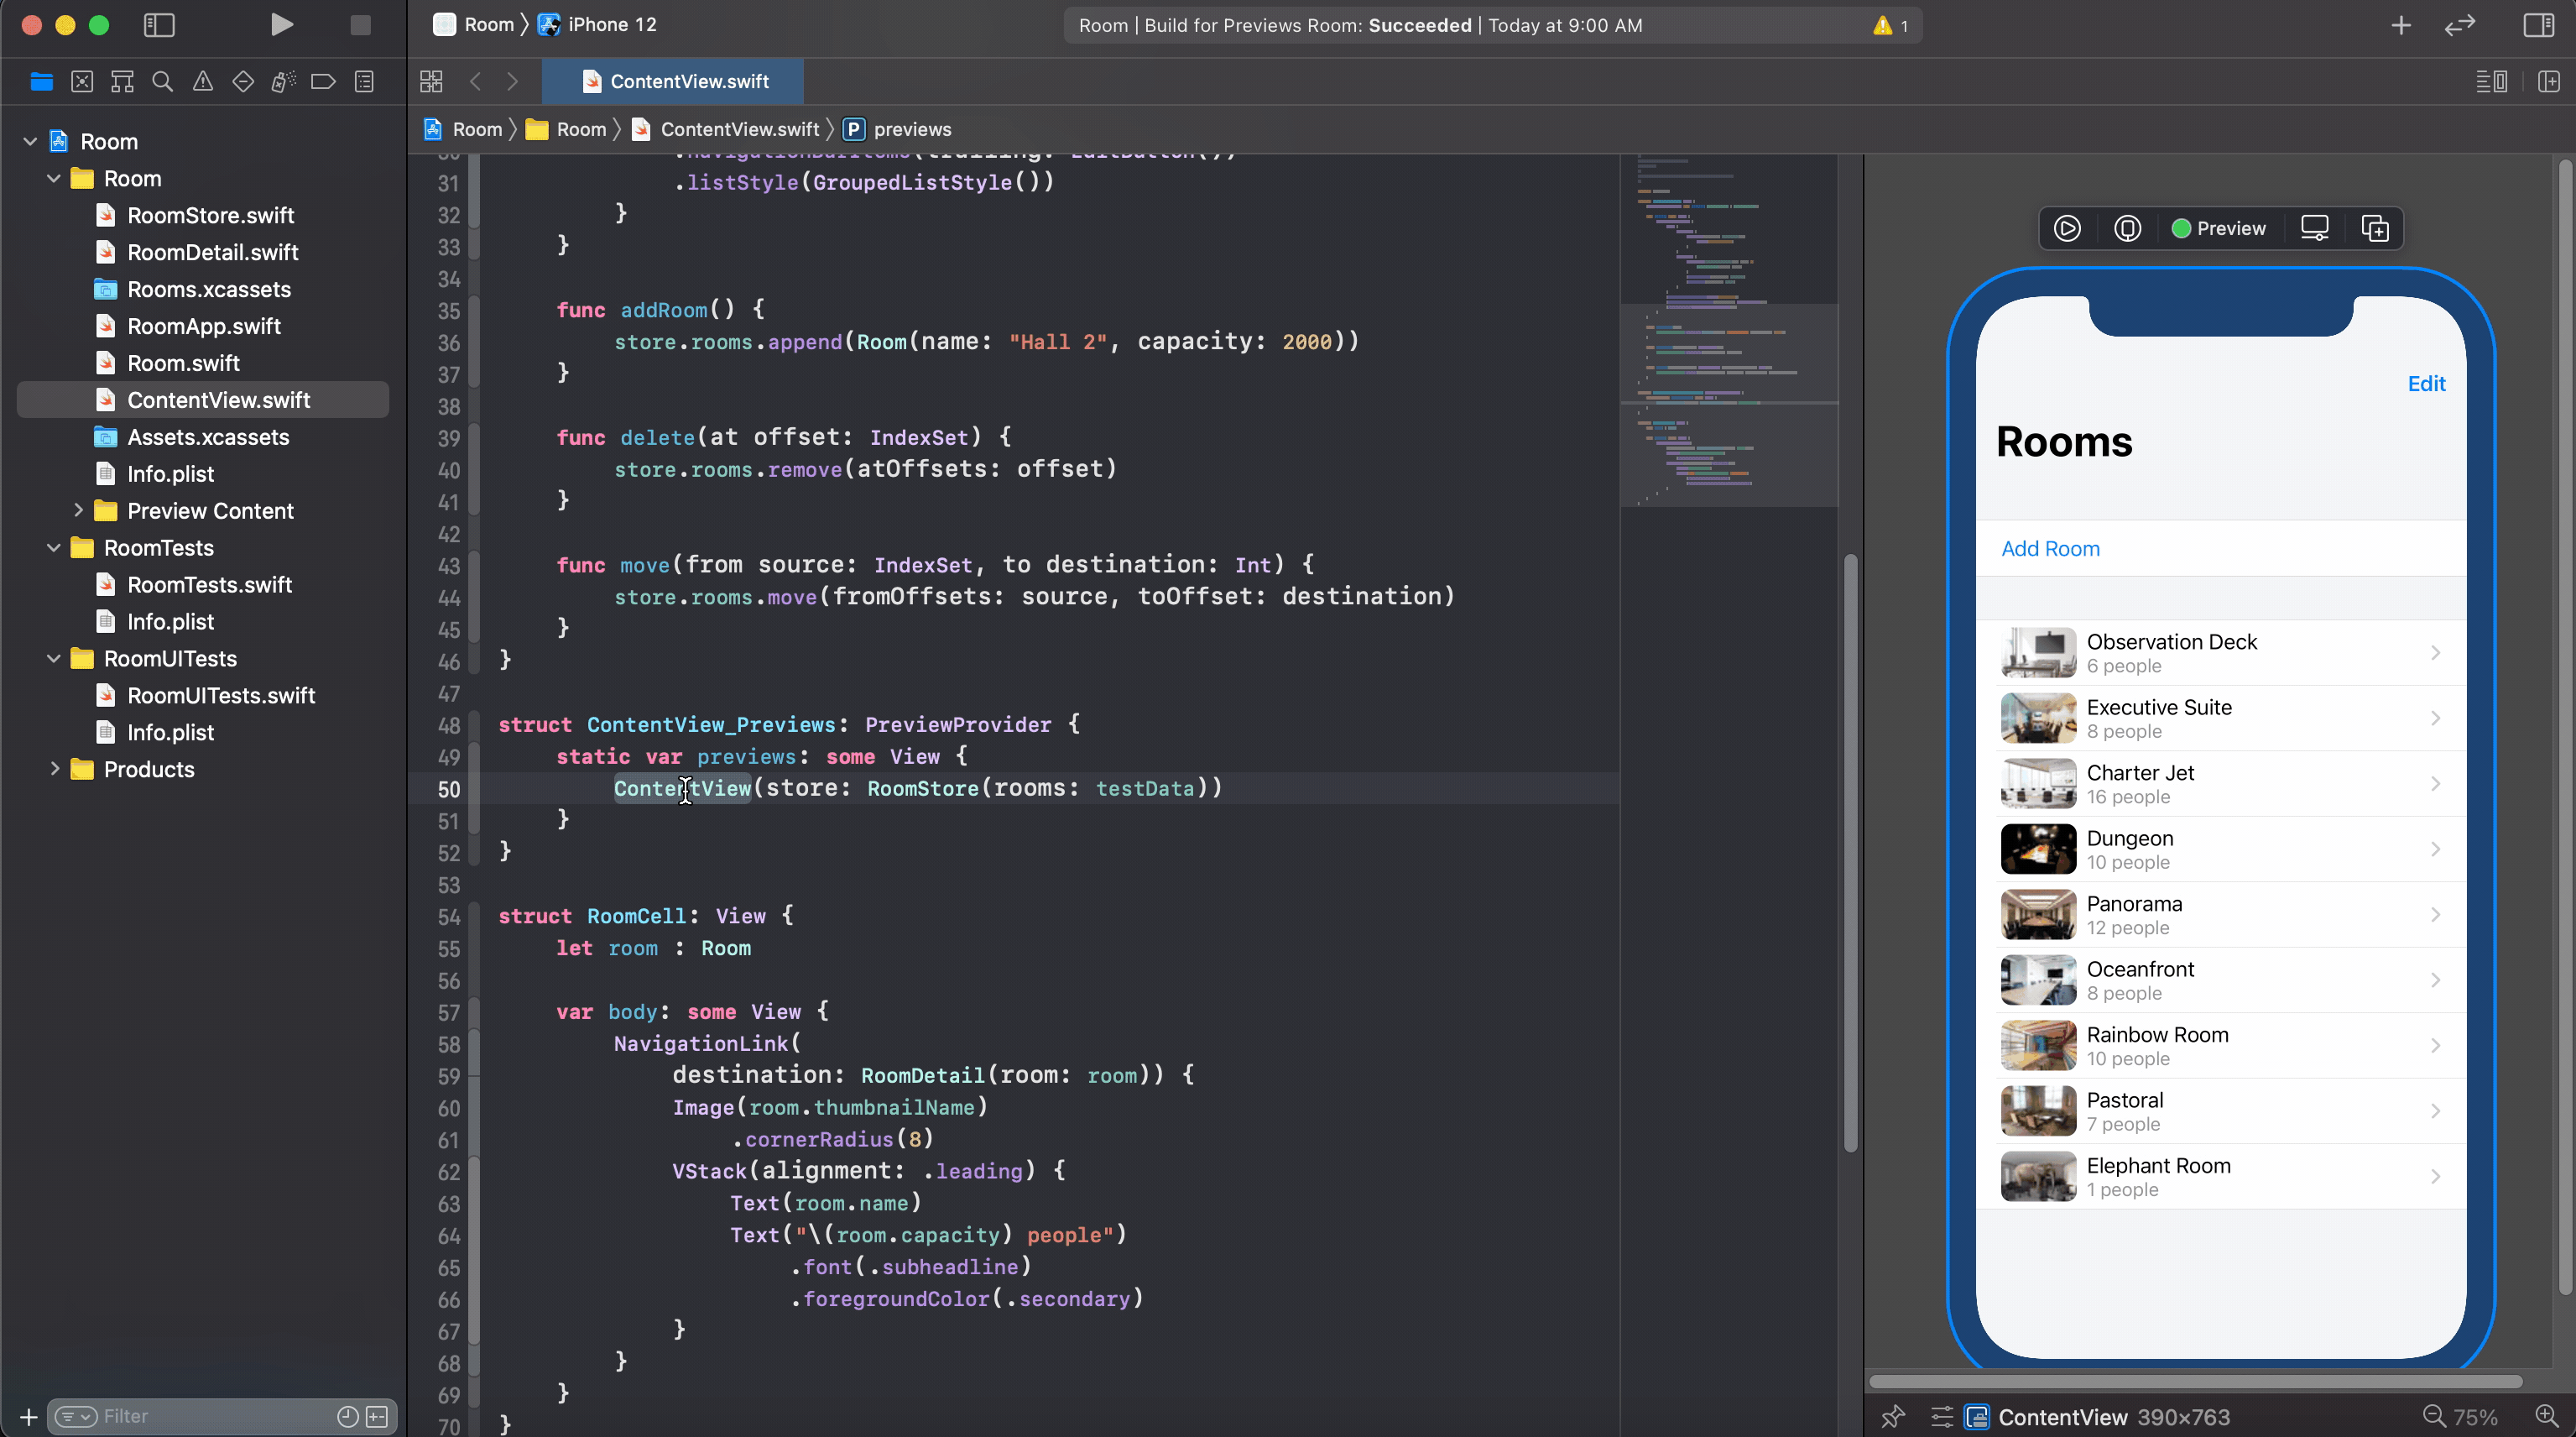 Room 〉 iPhone 12
Room | Build for Previews Room: Succeeded | Today at 9:00 AM
1
ContentView.swift
Room 〉 Room 〉 ContentView.swift 〉 P previews
Room
Room
RoomStore.swift
RoomDetail.swift
Rooms.xcassets
RoomApp.swift
Room.swift
ContentView.swift
Assets.xcassets
Info.plist
Preview Content
RoomTests
RoomTests.swift
Info.plist
RoomUITests
RoomUITests.swift
Info.plist
Products
Filter
30 .navigationBarItems(trailing: EditButton())
31 .listStyle(GroupedListStyle())
32 }
33 }
34
35 func addRoom() {
36 store.rooms.append(Room(name: "Hall 2", capacity: 2000))
37 }
38
39 func delete(at offset: IndexSet) {
40 store.rooms.remove(atOffsets: offset)
41 }
42
43 func move(from source: IndexSet, to destination: Int) {
44 store.rooms.move(fromOffsets: source, toOffset: destination)
45 }
46 }
47
48 struct ContentView_Previews: PreviewProvider {
49 static var previews: some View {
50 ContentView(store: RoomStore(rooms: testData))
51 }
52 }
53
54 struct RoomCell: View {
55 let room : Room
56
57 var body: some View {
58 NavigationLink(
59 destination: RoomDetail(room: room)) {
60 Image(room.thumbnailName)
61 .cornerRadius(8)
62 VStack(alignment: .leading) {
63 Text(room.name)
64 Text("\(room.capacity) people")
65 .font(.subheadline)
66 .foregroundColor(.secondary)
67 }
68 }
69 }
70 }
Preview
Edit
Rooms
Add Room
Observation Deck
6 people
Executive Suite
8 people
Charter Jet
16 people
Dungeon
10 people
Panorama
12 people
Oceanfront
8 people
Rainbow Room
10 people
Pastoral
7 people
Elephant Room
1 people
ContentView 390×763
75%